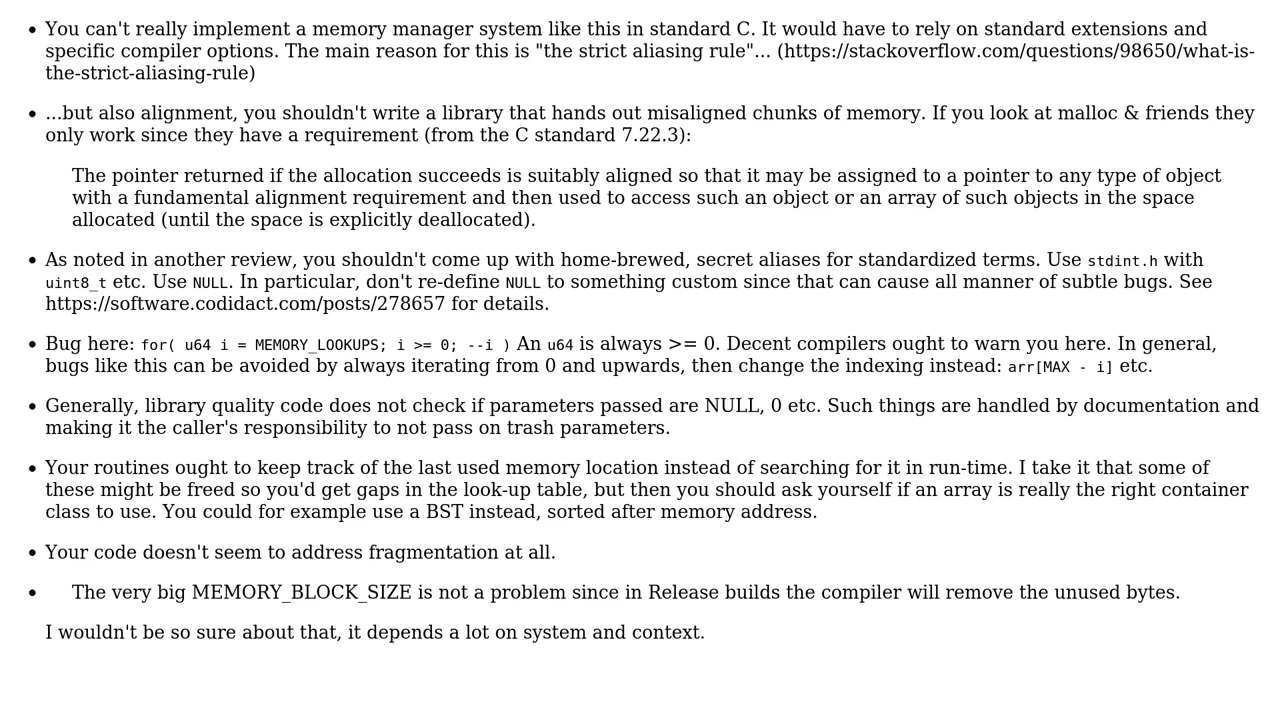 • You can't really implement a memory manager system like this in standard C. It would have to rely on standard extensions and
specific compiler options. The main reason for this is "the strict aliasing rule"... (https://stackoverflow.com/questions/98650/what-is-
the-strict-aliasing-rule)
• ...but also alignment, you shouldn't write a library that hands out misaligned chunks of memory. If you look at malloc & friends they
only work since they have a requirement (from the C standard 7.22.3):
The pointer returned if the allocation succeeds is suitably aligned so that it may be assigned to a pointer to any type of object
with a fundamental alignment requirement and then used to access such an object or an array of such objects in the space
allocated (until the space is explicitly deallocated).
• As noted in another review, you shouldn't come up with home-brewed, secret aliases for standardized terms. Use stdint.h with
uint8_t etc. Use NULL. In particular, don't re-define NULL to something custom since that can cause all manner of subtle bugs. See
https://software.codidact.com/posts/278657 for details.
• Bug here: for( u64 i = MEMORY_LOOKUPS; i >= 0; --i ) An u64 is always >= 0. Decent compilers ought to warn you here. In general,
bugs like this can be avoided by always iterating from 0 and upwards, then change the indexing instead: arr[MAX - i] etc.
• Generally, library quality code does not check if parameters passed are NULL, 0 etc. Such things are handled by documentation and
making it the caller's responsibility to not pass on trash parameters.
• Your routines ought to keep track of the last used memory location instead of searching for it in run-time. I take it that some of
these might be freed so you'd get gaps in the look-up table, but then you should ask yourself if an array is really the right container
class to use. You could for example use a BST instead, sorted after memory address.
• Your code doesn't seem to address fragmentation at all.
• The very big MEMORY_BLOCK_SIZE is not a problem since in Release builds the compiler will remove the unused bytes.
I wouldn't be so sure about that, it depends a lot on system and context.